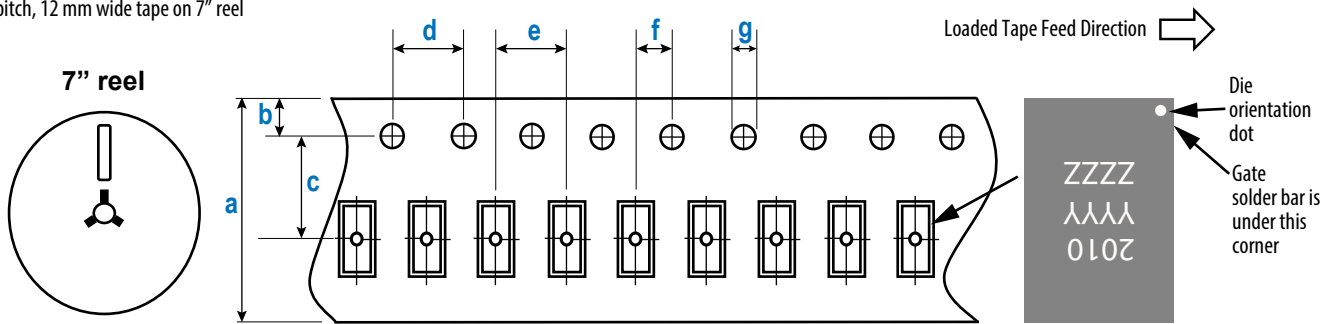 pitch, 12 mm wide tape on 7” reel
7” reel
a
b
c
d
e
f
g
Loaded Tape Feed Direction
2010
YYYY
ZZZZ
Die
orientation
dot
Gate
solder bar is
under this
corner